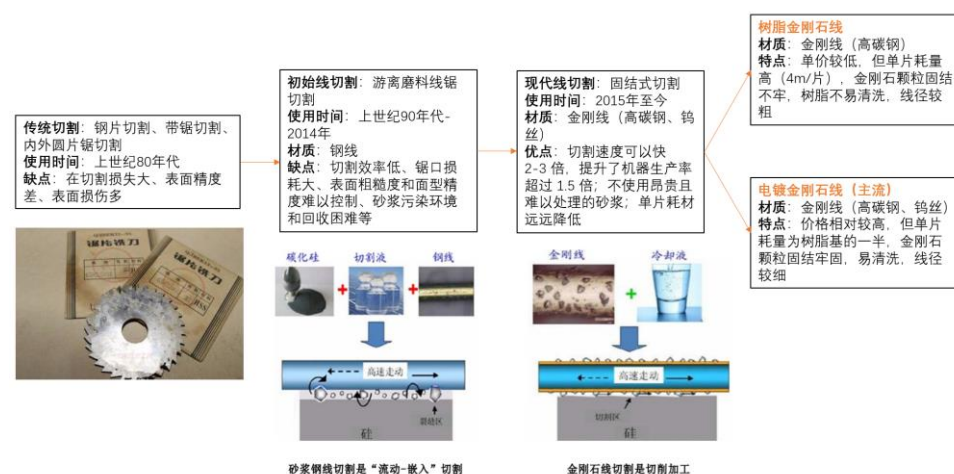 传统切割：钢片切割、带锯切割、
内外圆片锯切割
使用时间：上世纪80年代
缺点：在切割损失大、表面精度
差、表面损伤多
初始线切割：游离磨料线锯
切割
使用时间：上世纪90年代-
2014年
材质：钢线
缺点：切割效率低、锯口损
耗大、表面粗糙度和面型精
度难以控制、砂浆污染环境
和回收困难等
现代线切割：固结式切割
使用时间：2015年至今
材质：金刚线（高碳钢、钨
丝）
优点：切割速度可以快
2-3 倍，提升了机器生产率
超过 1.5 倍；不使用昂贵且
难以处理的砂浆；单片耗材
远远降低
树脂金刚石线
材质：金刚线（高碳钢）
特点：单价较低，但单片耗量
高（4m/片），金刚石颗粒固结
不牢，树脂不易清洗，线径较
粗
电镀金刚石线（主流）
材质：金刚线（高碳钢、钨丝）
特点：价格相对较高，但单片
耗量为树脂基的一半，金刚石
颗粒固结牢固，易清洗，线径
较细
锯片铣刀
碳化硅
切割液
钢线
高速走动
硅
砂浆钢线切割是“流动-嵌入”切割
金刚线
冷却液
高速走动
切割区
硅
金刚石线切割是切削加工